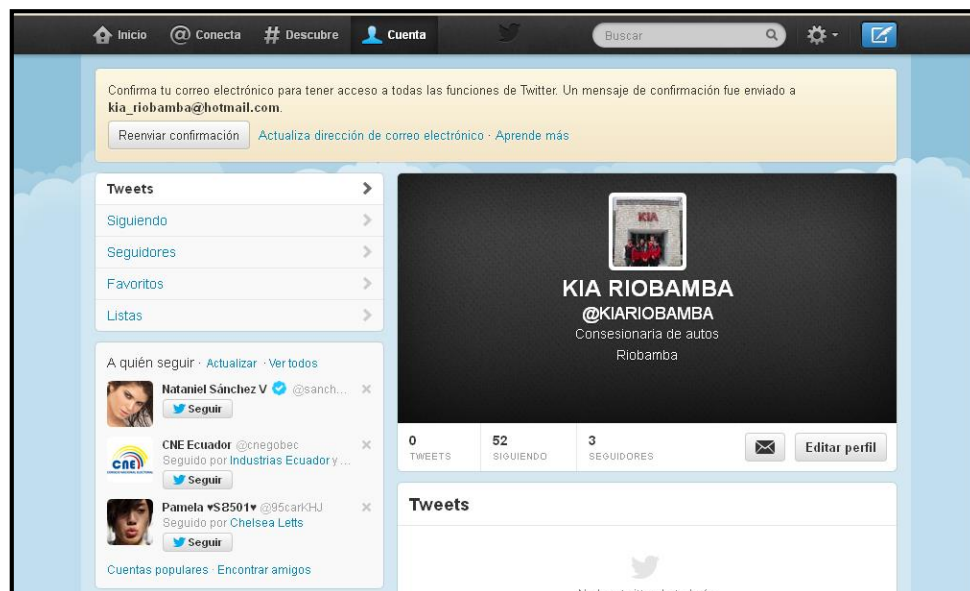 Inicio
Conecta
Descubre
Cuenta
Buscar
Confirma tu correo electrónico para tener acceso a todas las funciones de Twitter. Un mensaje de confirmación fue enviado a
kia_riobamba@hotmail.com.
Reenviar confirmación
Actualiza dirección de correo electrónico · Aprende más
Tweets
Siguiendo
Seguidores
Favoritos
Listas
A quién seguir · Actualizar · Ver todos
Nataniel Sánchez V @sanch...
Seguir
CNE Ecuador @cnegobec
Seguido por Industrias Ecuador y ...
Seguir
Pamela ♥S8501♥ @95carKHJ
Seguido por Chelsea Letts
Seguir
Cuentas populares · Encontrar amigos
KIA
KIA RIOBAMBA
@KIARIOBAMBA
Consesionaria de autos
Riobamba
0
TWEETS
52
SIGUIENDO
3
SEGUIDORES
Editar perfil
Tweets
CNE